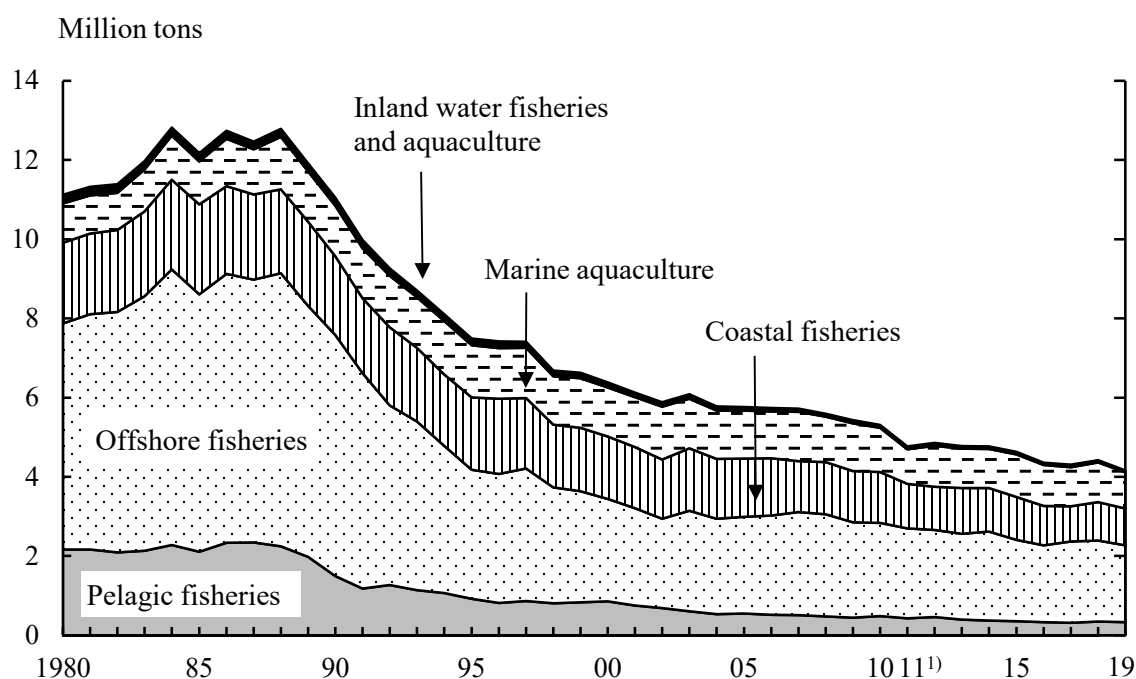 Million tons
14
12
10
8
6
4
2
0
Inland water fisheries
and aquaculture
Marine aquaculture
Coastal fisheries
Offshore fisheries
Pelagic fisheries
1980 85 90 95 00 05 10 11¹⁾ 15 19